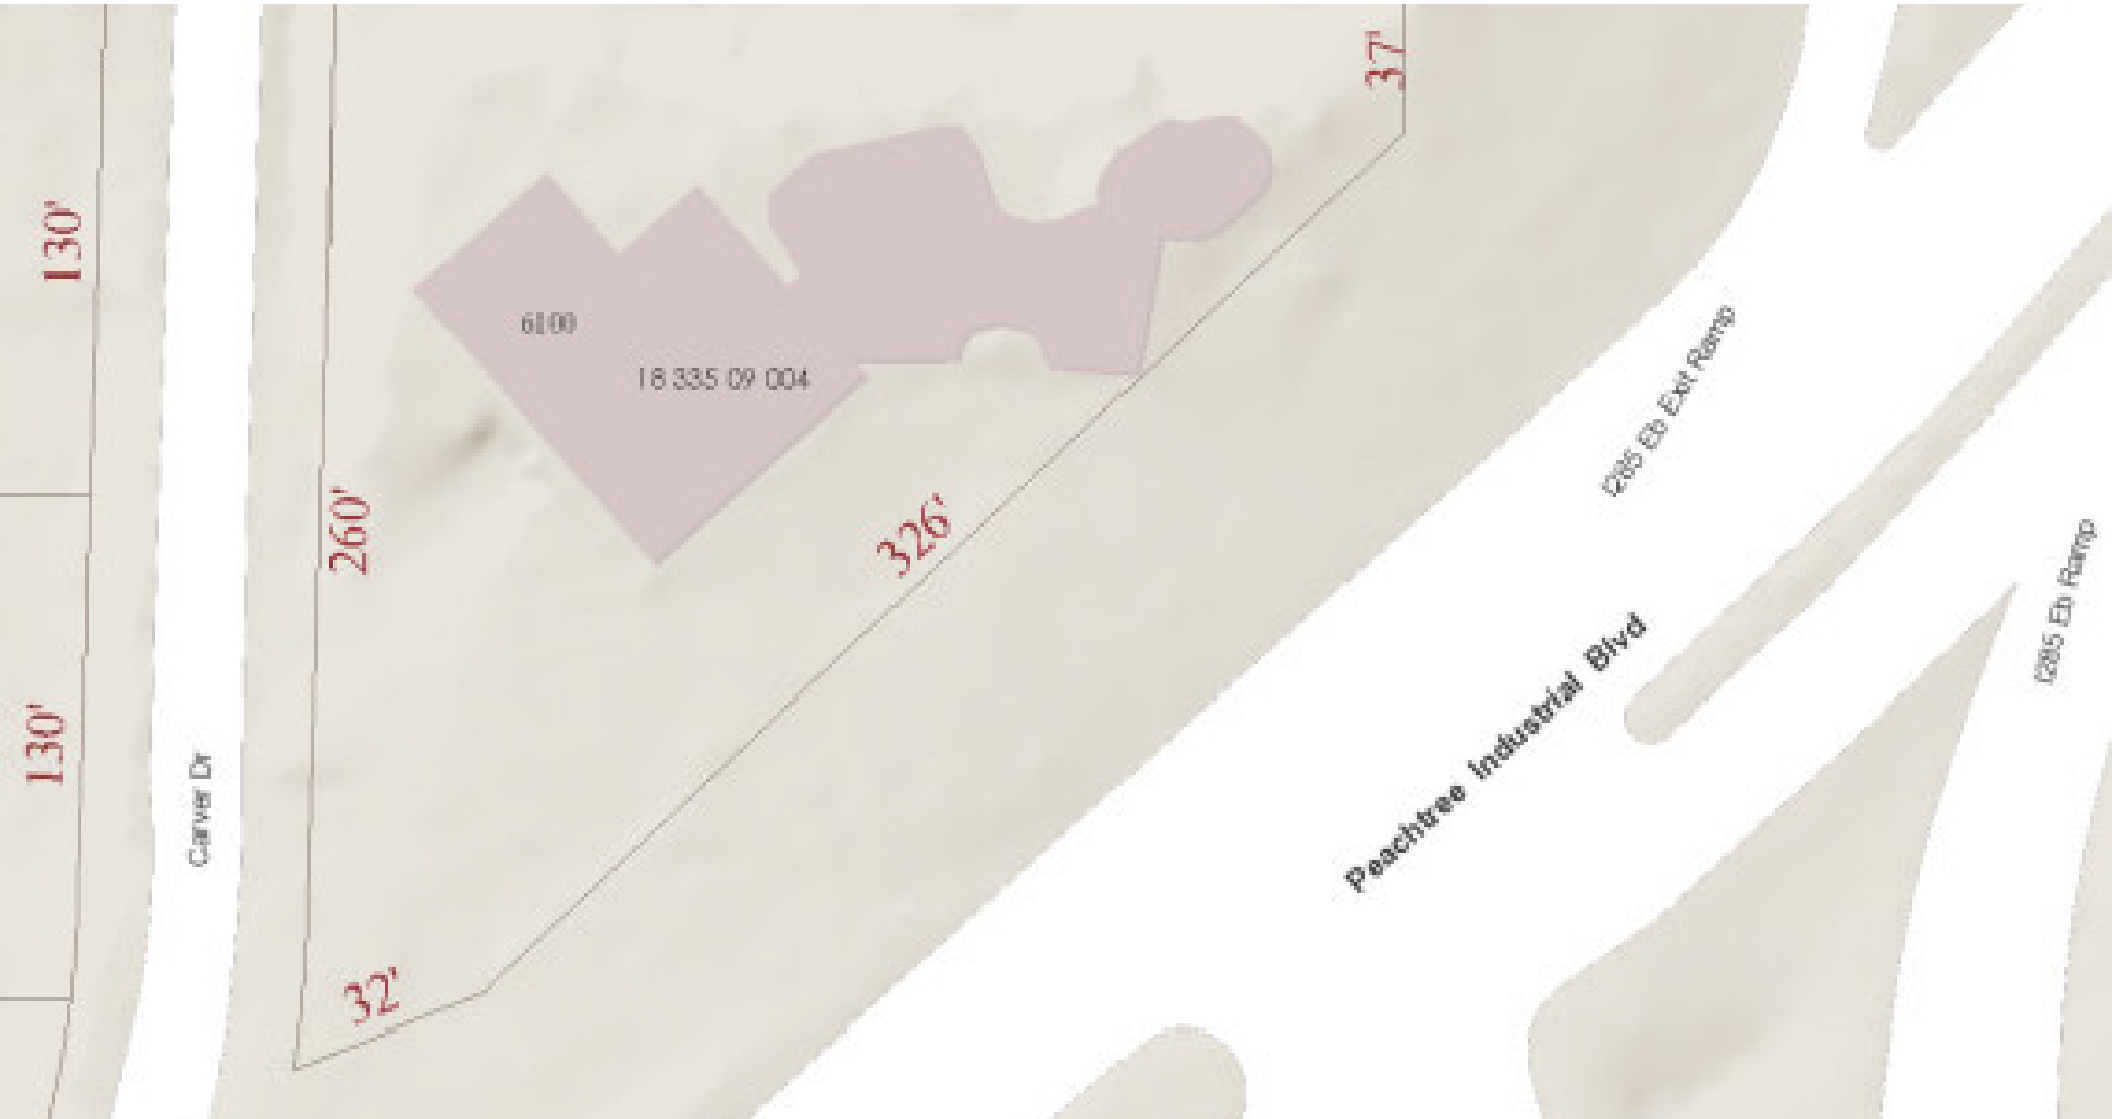 37'
130'
6100
18 335 09 004
I285 Eb Exit Ramp
260'
326'
I285 Eb Ramp
Peachtree Industrial Blvd
130'
Carver Dr
32'